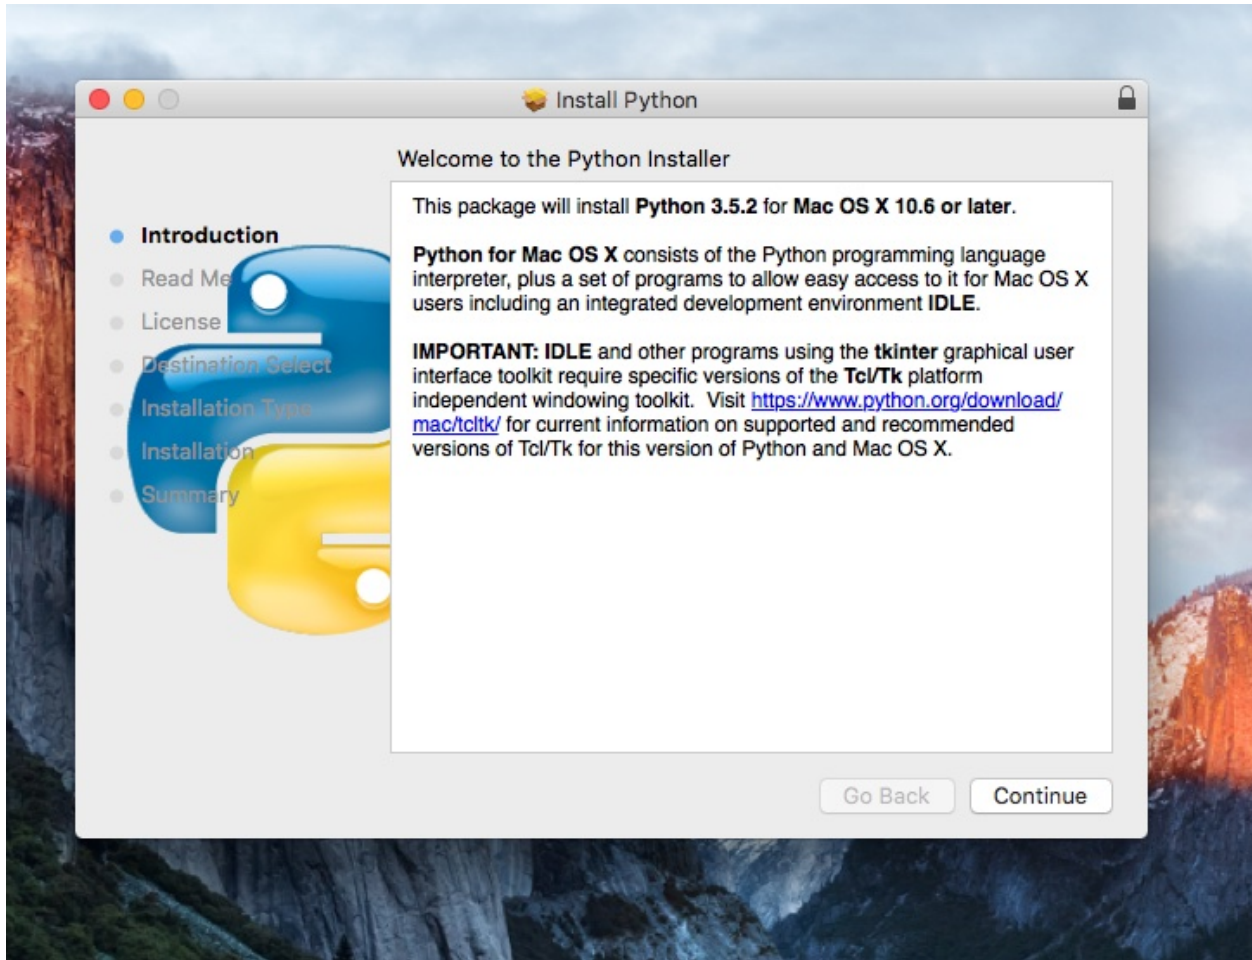 Install Python
Welcome to the Python Installer
Introduction
Read Me
License
Destination Select
Installation Type
Installation
Summary
This package will install Python 3.5.2 for Mac OS X 10.6 or later.
Python for Mac OS X consists of the Python programming language
interpreter, plus a set of programs to allow easy access to it for Mac OS X
users including an integrated development environment IDLE.
IMPORTANT: IDLE and other programs using the tkinter graphical user
interface toolkit require specific versions of the Tcl/Tk platform
independent windowing toolkit. Visit https://www.python.org/download/
mac/tcltk/ for current information on supported and recommended
versions of Tcl/Tk for this version of Python and Mac OS X.
Go Back
Continue